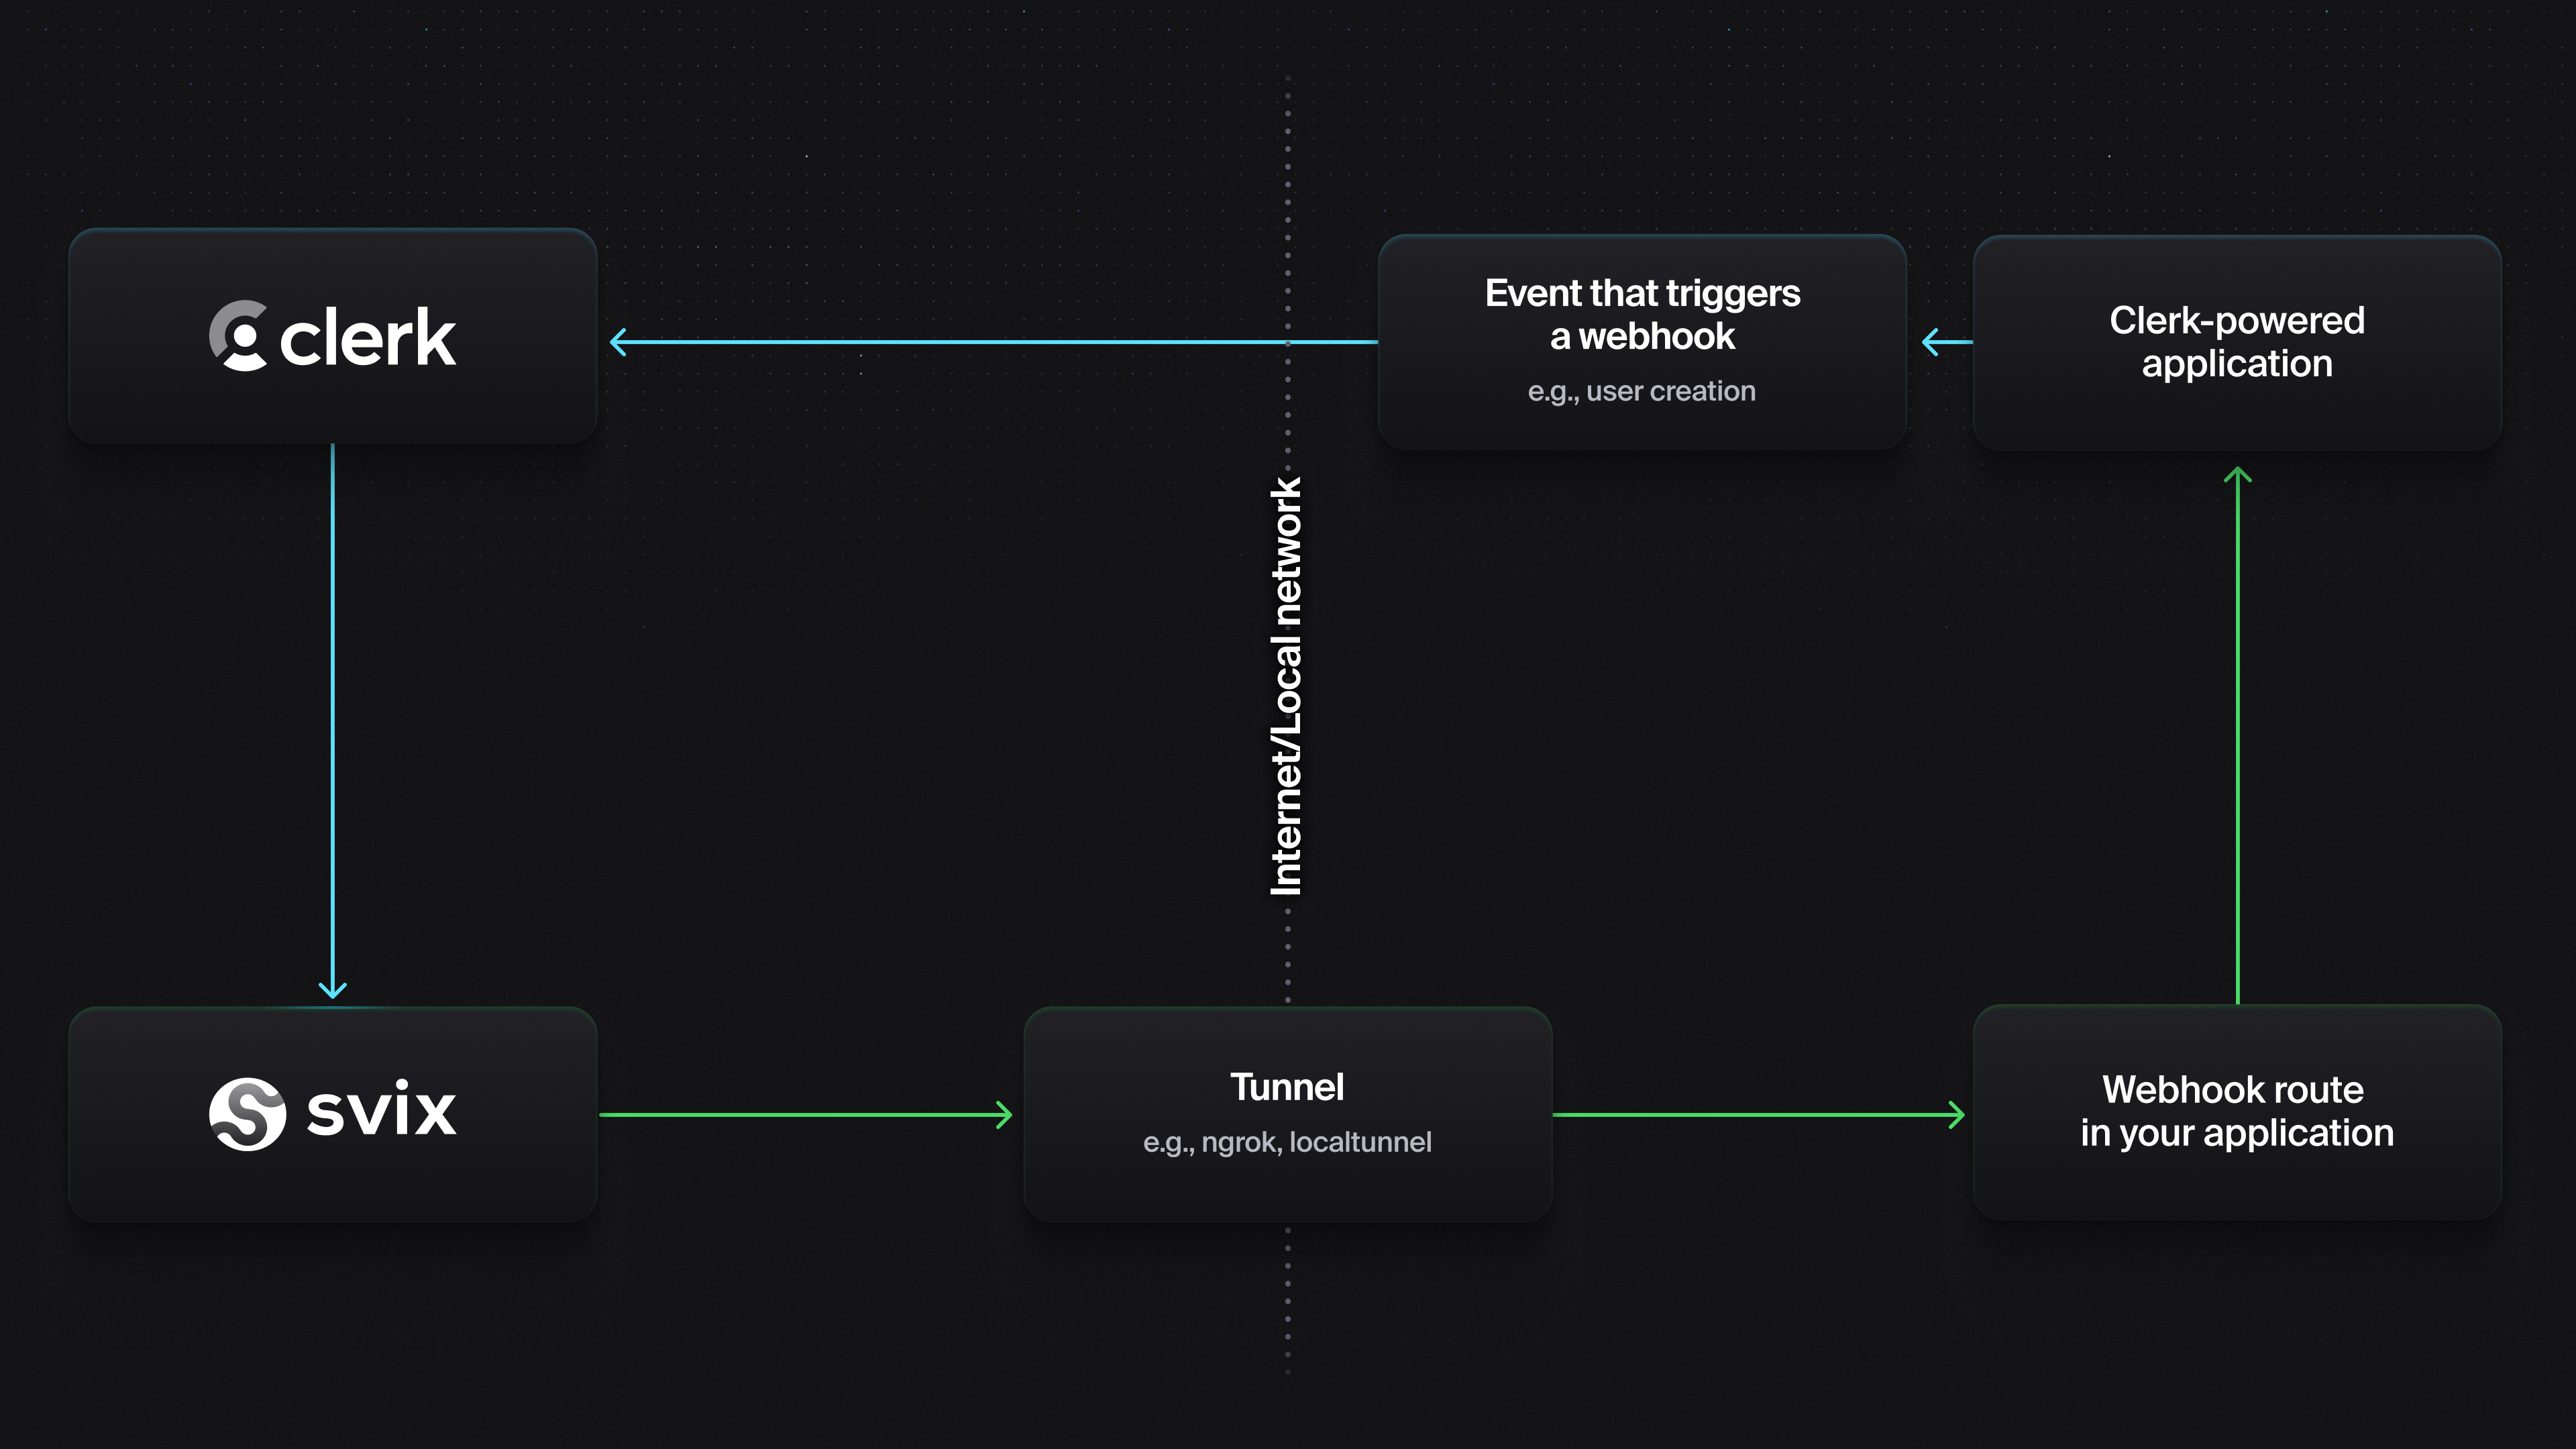 clerk
Event that triggers
a webhook
e.g., user creation
Clerk-powered
application
Internet/Local network
svix
Tunnel
e.g., ngrok, localtunnel
Webhook route
in your application